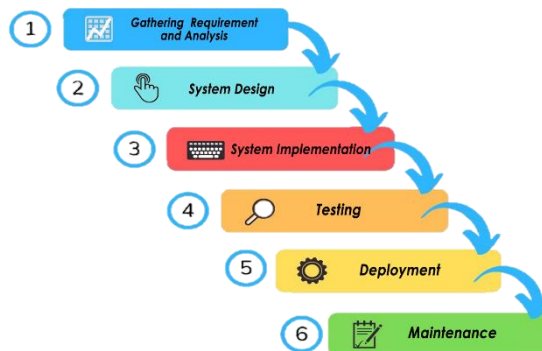 1
Gathering Requirement
and Analysis
2
System Design
3
System Implementation
4
Testing
5
Deployment
6
Maintenance